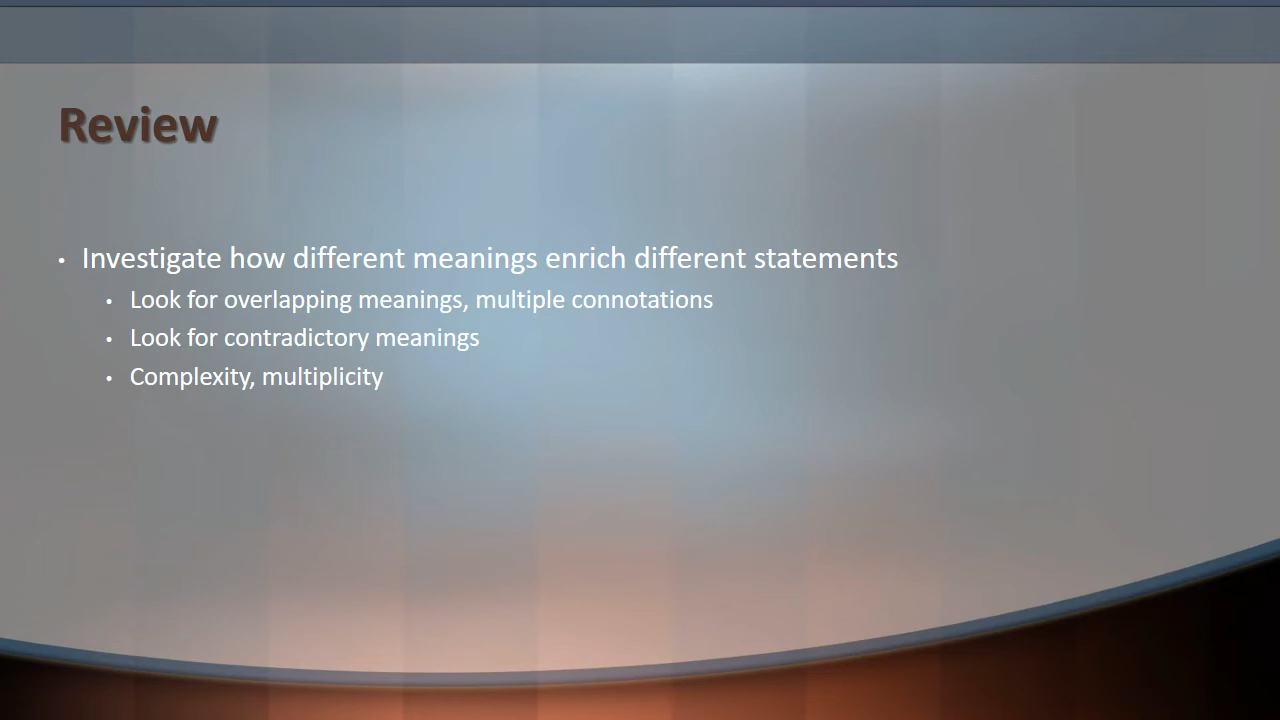 Review
• Investigate how different meanings enrich different statements
• Look for overlapping meanings, multiple connotations
• Look for contradictory meanings
• Complexity, multiplicity